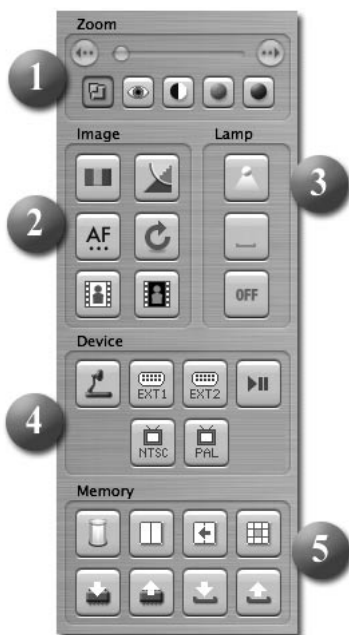 Zoom
1
Image Lamp
2
3
AF
OFF
Device
4
EXT1 EXT2
NTSC PAL
Memory
5